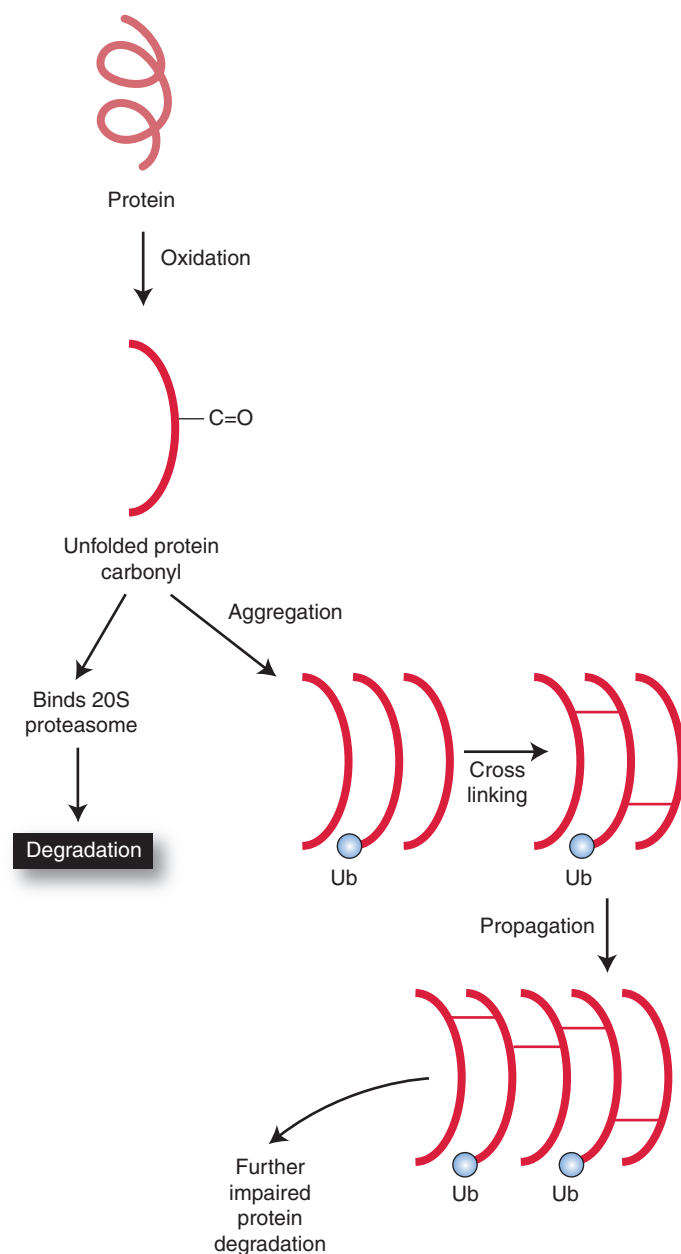 Protein
Oxidation
C=O
Unfolded protein
carbonyl
Aggregation
Binds 20S
proteasome
Degradation
Cross
linking
Ub
Ub
Propagation
Further
impaired
protein
degradation
Ub
Ub